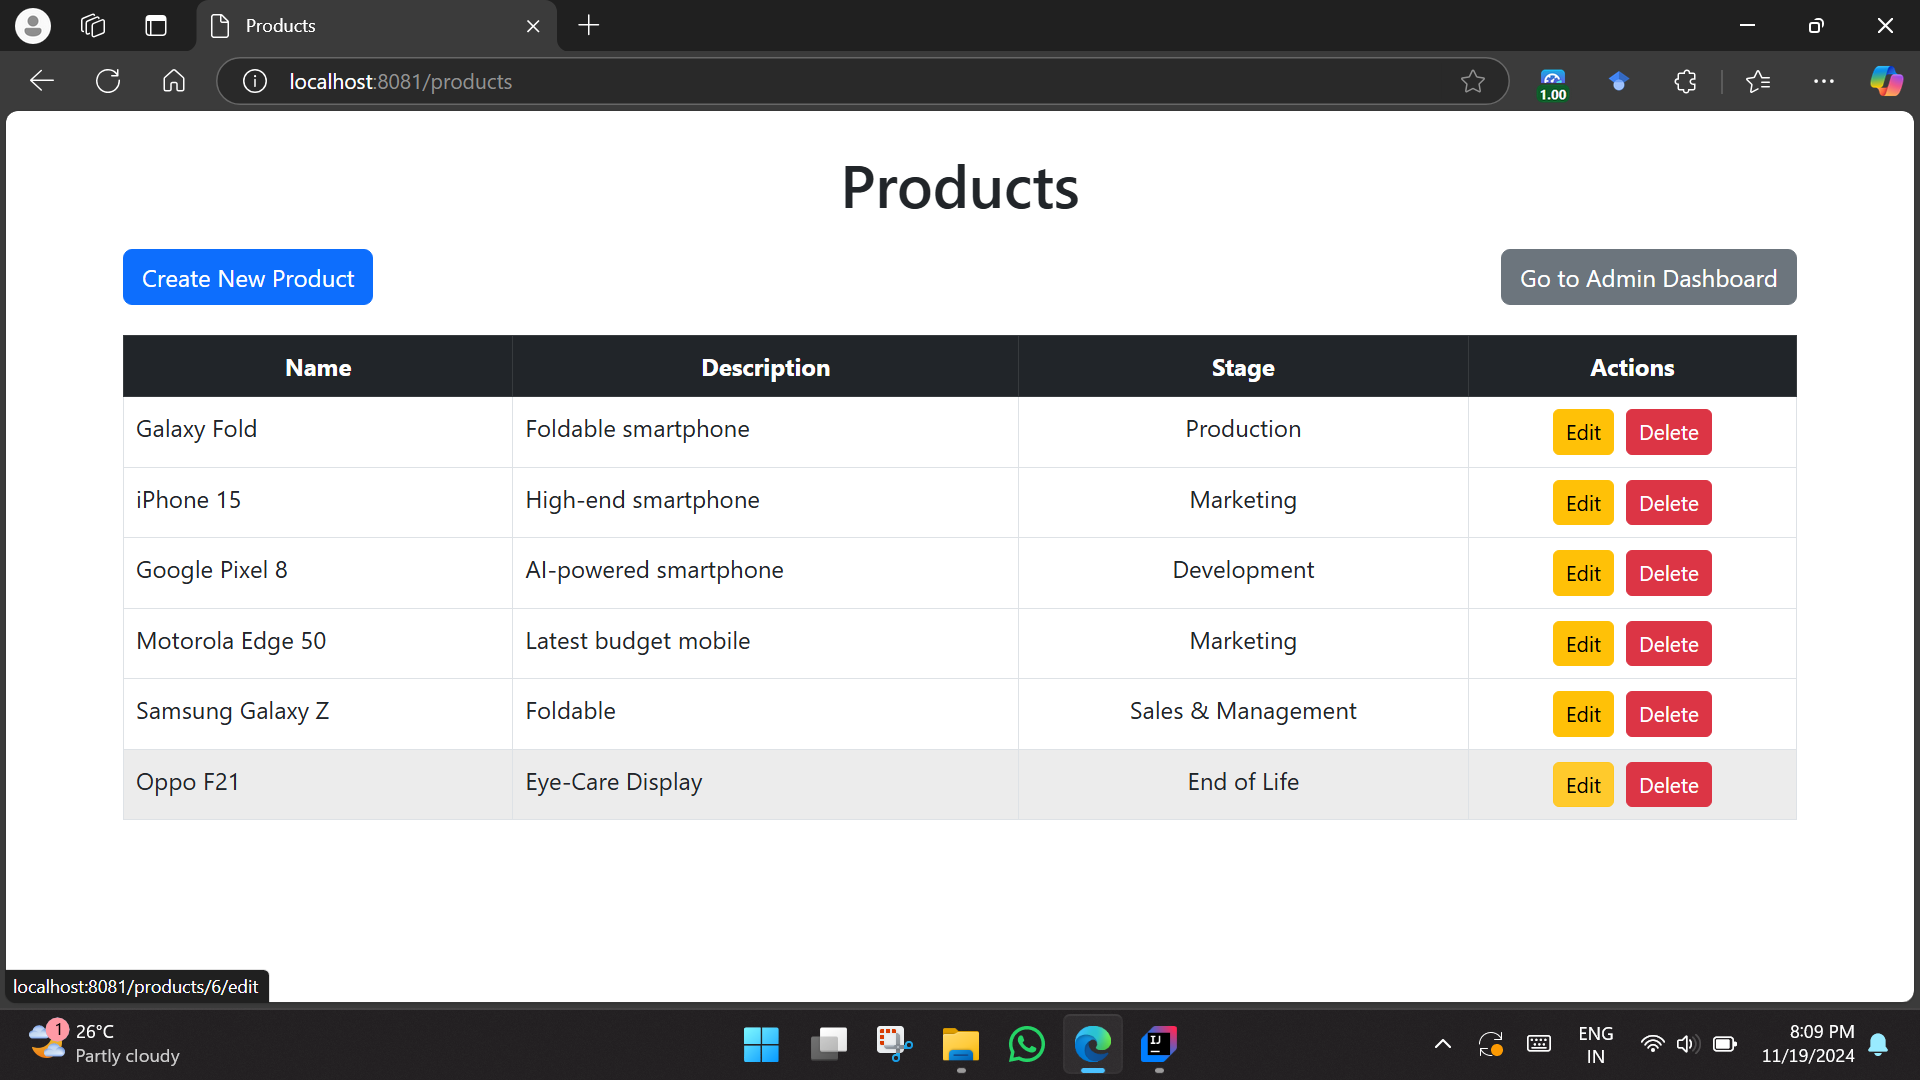 Products
localhost:8081/products
1.00
Products
Create New Product
Go to Admin Dashboard
Name Description Stage Actions
Galaxy Fold Foldable smartphone Production Edit Delete
iPhone 15 High-end smartphone Marketing Edit Delete
Google Pixel 8 AI-powered smartphone Development Edit Delete
Motorola Edge 50 Latest budget mobile Marketing Edit Delete
Samsung Galaxy Z Foldable Sales & Management Edit Delete
Oppo F21 Eye-Care Display End of Life Edit Delete
localhost:8081/products/6/edit
1
26°C
Partly cloudy
IJ
ENG
IN
8:09 PM
11/19/2024